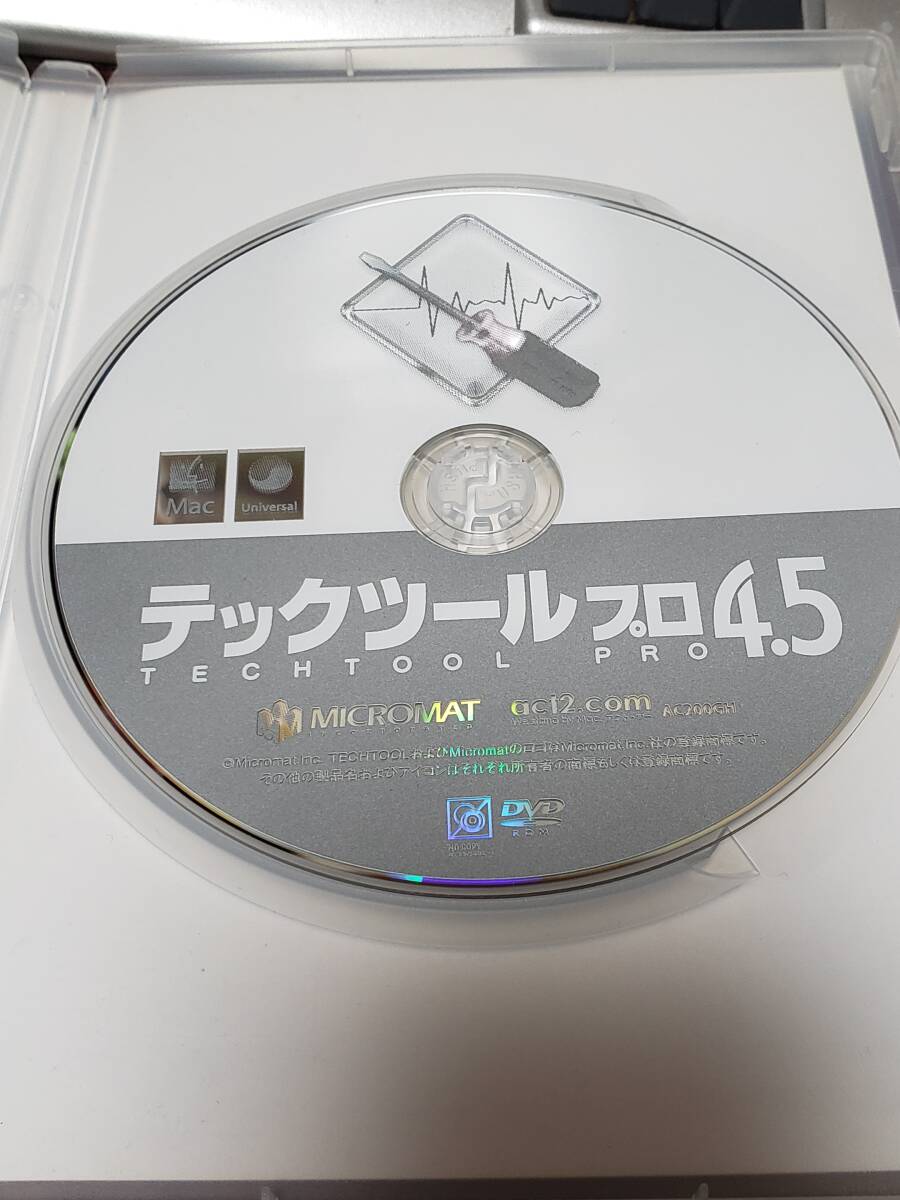 Mac
Universal
テックツール プロ 4.5
TECHTOOL PRO
MICROMAT
act2.com
AC200GH
©Micromat Inc. TECHTOOLおよびMicromatのロゴはMicromat Inc. 社の登録商標です。
その他の製品名およびアイコンはそれぞれ所有者の商標もしくは登録商標です。
DVD
ROM
NO COPY